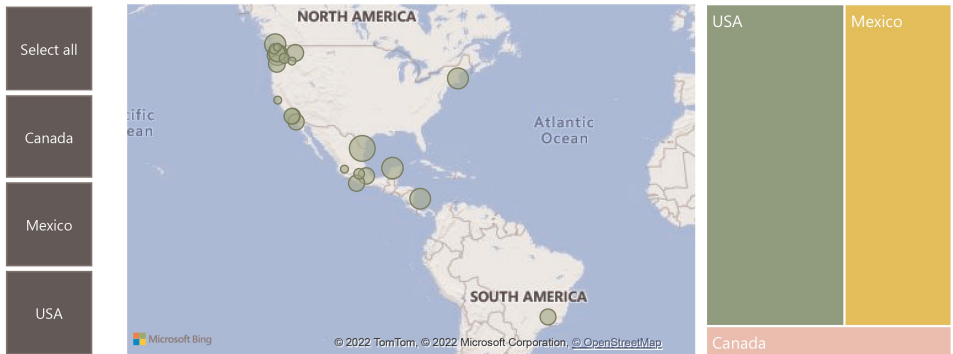 Select all
Canada
Mexico
USA
NORTH AMERICA
ific
ean
Atlantic
Ocean
SOUTH AMERICA
Microsoft Bing
© 2022 TomTom, © 2022 Microsoft Corporation, © OpenStreetMap
USA
Mexico
Canada